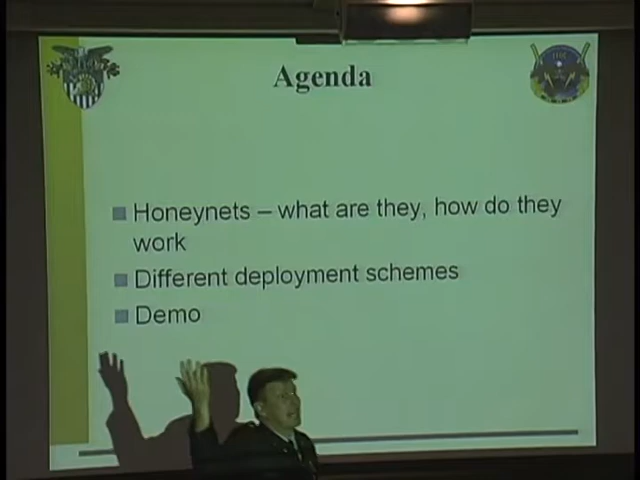 Agenda
Honeynets – what are they, how do they
work
Different deployment schemes
Demo